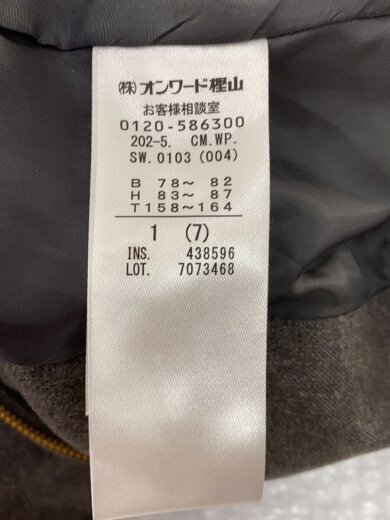 ㈱オンワード樫山
お客様相談室
0120-586300
202-5. CM.WP.
SW.0103 (004)
B 78～ 82
H 83～ 87
T158～164
1 (7)
INS. 438596
LOT. 7073468